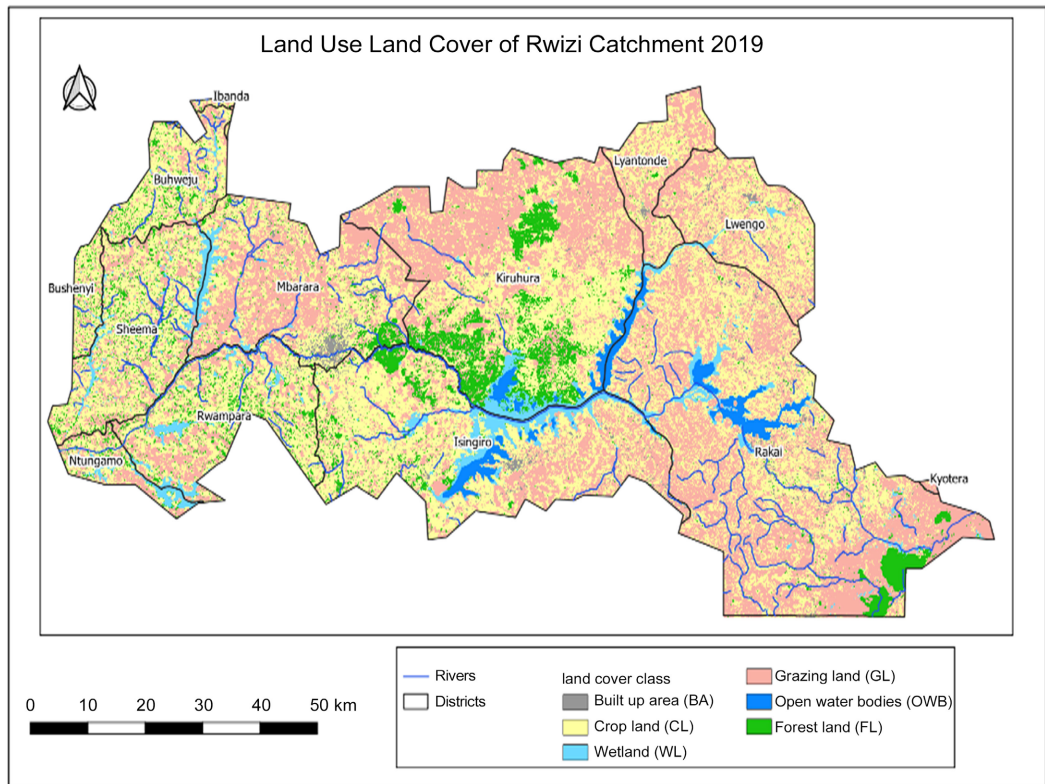 Land Use Land Cover of Rwizi Catchment 2019
Ibanda
Lyantonde
Buhweju
Lwengo
Kiruhura
Bushenyi
Mbarara
Sheema
Rwampara
Isingiro
Rakai
Ntungamo
Kyotera
Rivers
Districts
land cover class
Built up area (BA)
Crop land (CL)
Wetland (WL)
Grazing land (GL)
Open water bodies (OWB)
Forest land (FL)
0 10 20 30 40 50 km